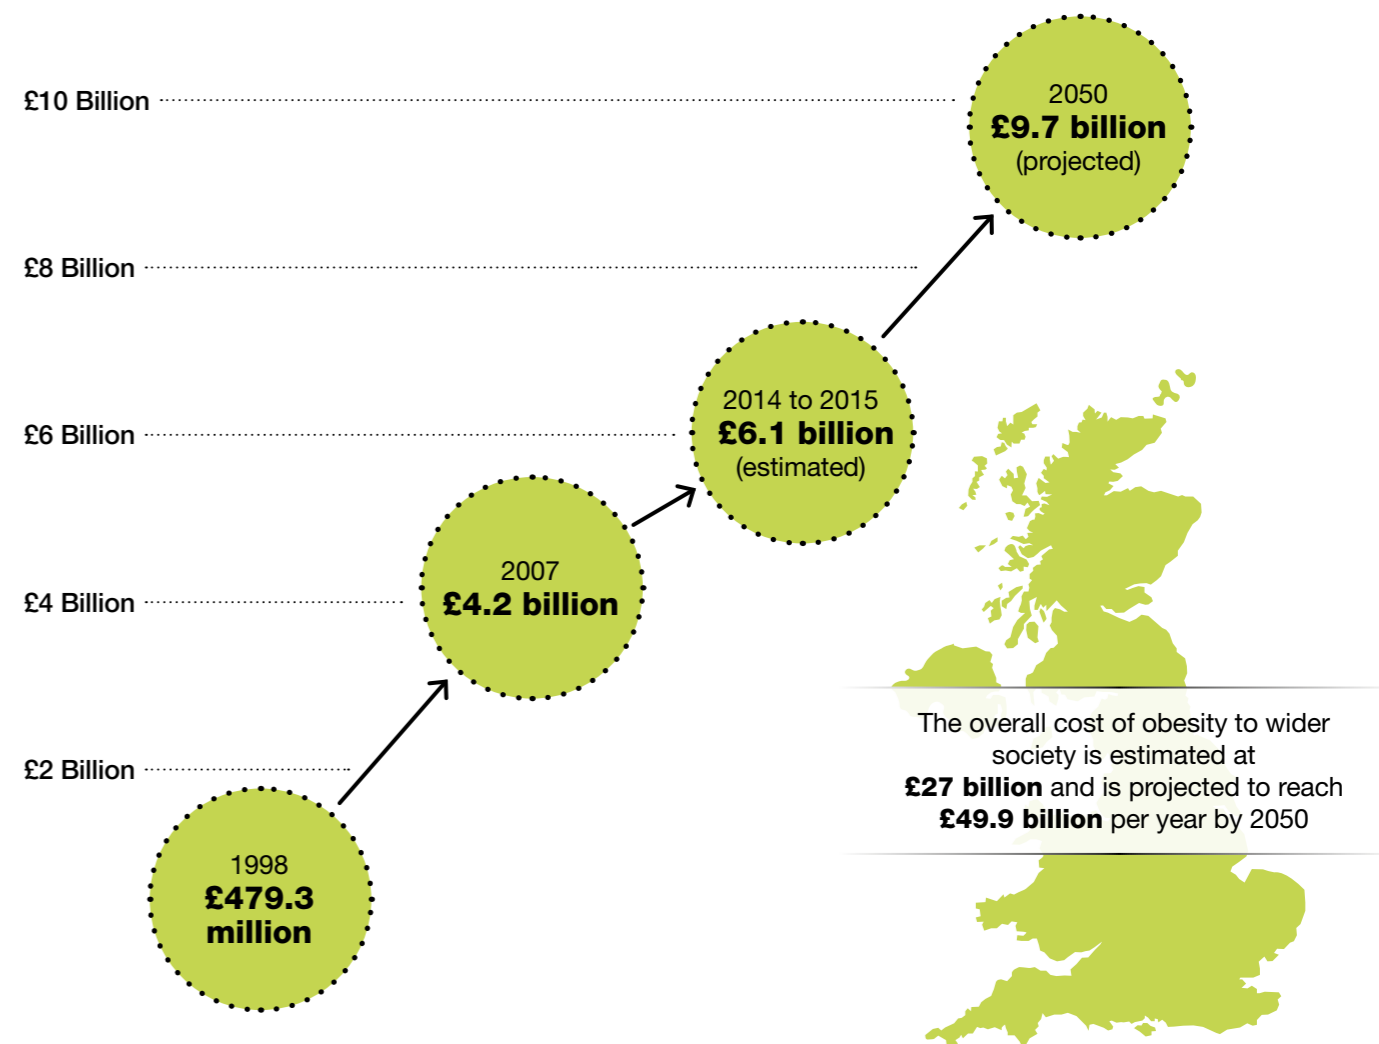 £10 Billion
2050
£9.7 billion
(projected)
£8 Billion
2014 to 2015
£6.1 billion
(estimated)
£6 Billion
2007
£4.2 billion
£4 Billion
The overall cost of obesity to wider
society is estimated at
£27 billion and is projected to reach
£49.9 billion per year by 2050
£2 Billion
1998
£479.3
million